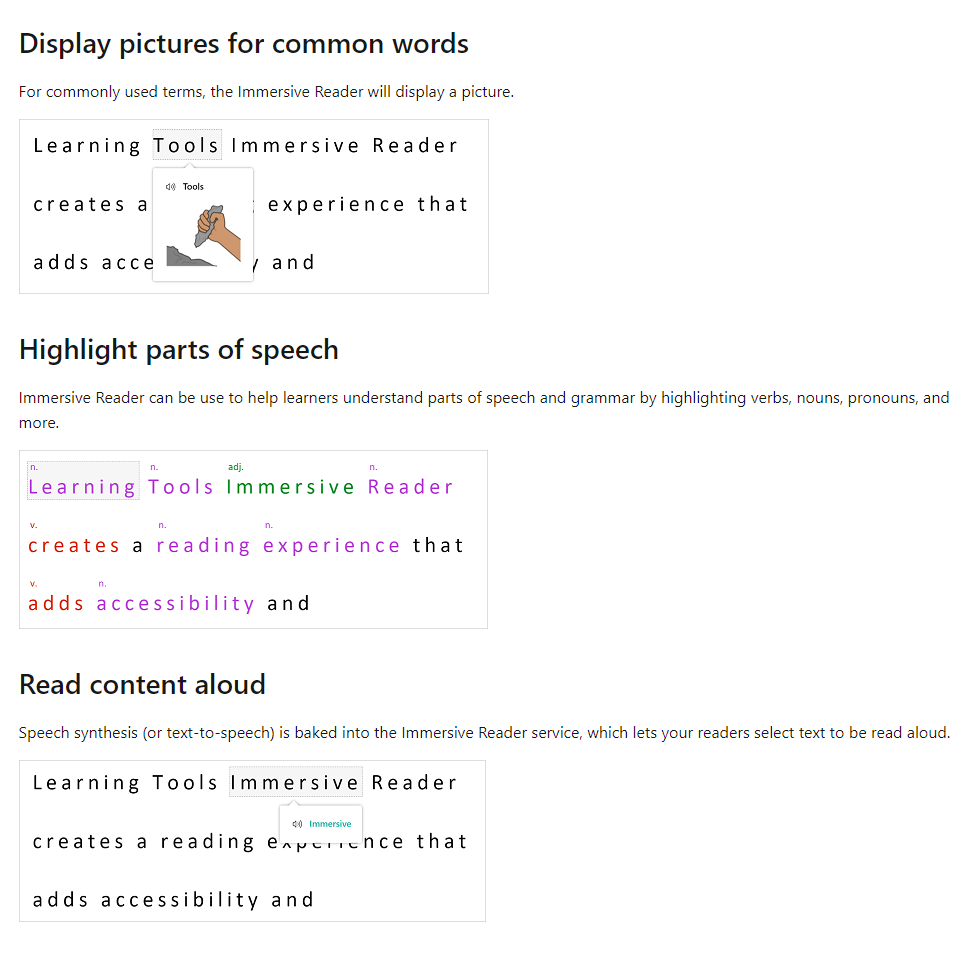 Display pictures for common words
For commonly used terms, the Immersive Reader will display a picture.
Learning Tools Immersive Reader
Tools
creates a experience that
adds acce y and
Highlight parts of speech
Immersive Reader can be use to help learners understand parts of speech and grammar by highlighting verbs, nouns, pronouns, and
more.
n. n. adj. n.
Learning Tools Immersive Reader
v. n. n.
creates a reading experience that
v. n.
adds accessibility and
Read content aloud
Speech synthesis (or text-to-speech) is baked into the Immersive Reader service, which lets your readers select text to be read aloud.
Learning Tools Immersive Reader
Immersive
creates a reading experience that
adds accessibility and